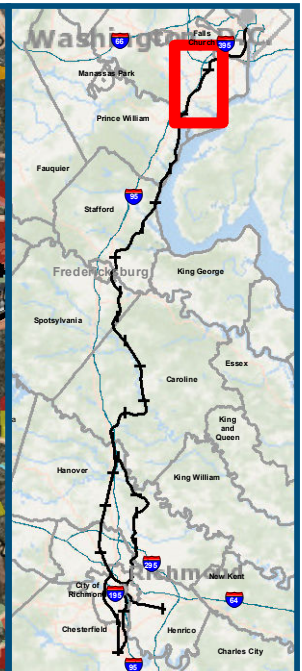 Washington D.C.
66
Falls
Church
395
Manassas Park
Prince William
Fauquier
95
Stafford
Fredericksburg
King George
Spotsylvania
Essex
Caroline
King
and
Queen
Hanover
King William
295
Richmond
New Kent
City of
Richmond
195
64
Chesterfield
Henrico
95
Charles City